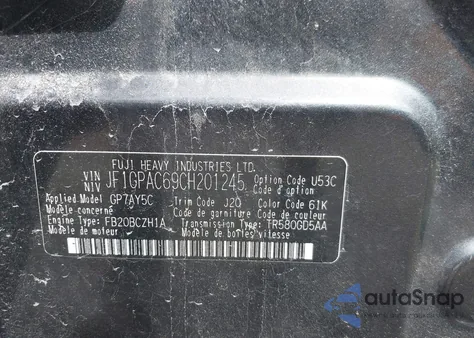 FUJI HEAVY INDUSTRIES LTD.
VIN NIV JF1GPAC69CH201245 Option Code U53C
Code d'option
Applied Model GP7AY5C Trim Code J20 Color Code 61K
Modèle concerné Code de garniture Code de couleur
Engine Type FB20BCZH1A Transmission Type TR580GD5AA
Modèle de moteur Modèle de boîtes vitesse
autoSnap